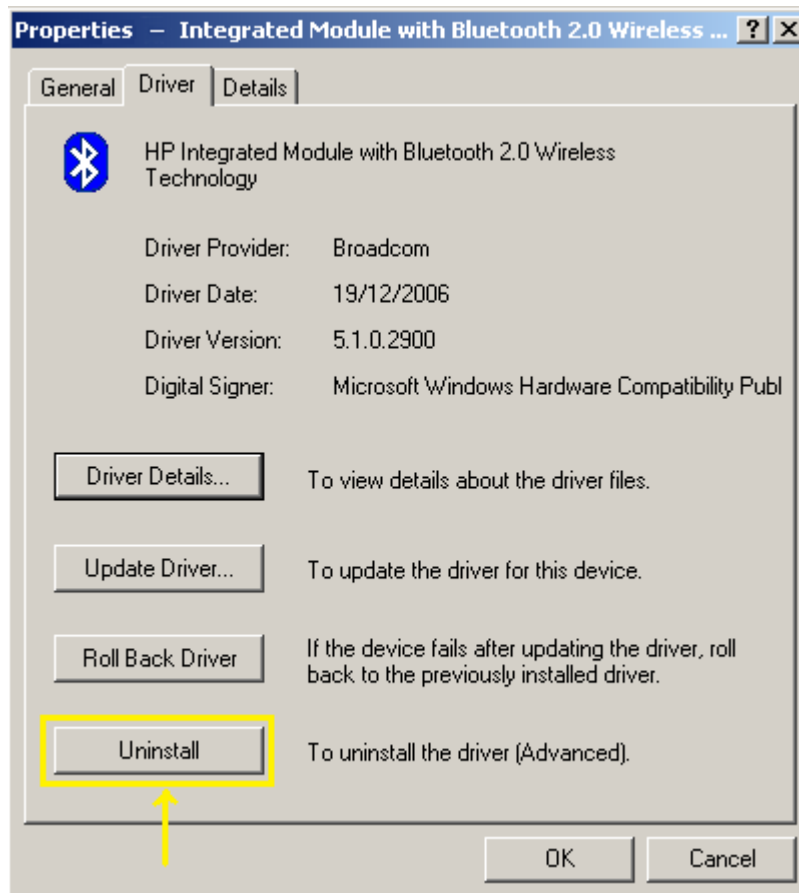 Properties – Integrated Module with Bluetooth 2.0 Wireless ...
General Driver Details
HP Integrated Module with Bluetooth 2.0 Wireless
Technology
Driver Provider: Broadcom
Driver Date: 19/12/2006
Driver Version: 5.1.0.2900
Digital Signer: Microsoft Windows Hardware Compatibility Publ
Driver Details... To view details about the driver files.
Update Driver... To update the driver for this device.
Roll Back Driver If the device fails after updating the driver, roll
back to the previously installed driver.
Uninstall To uninstall the driver (Advanced).
OK Cancel